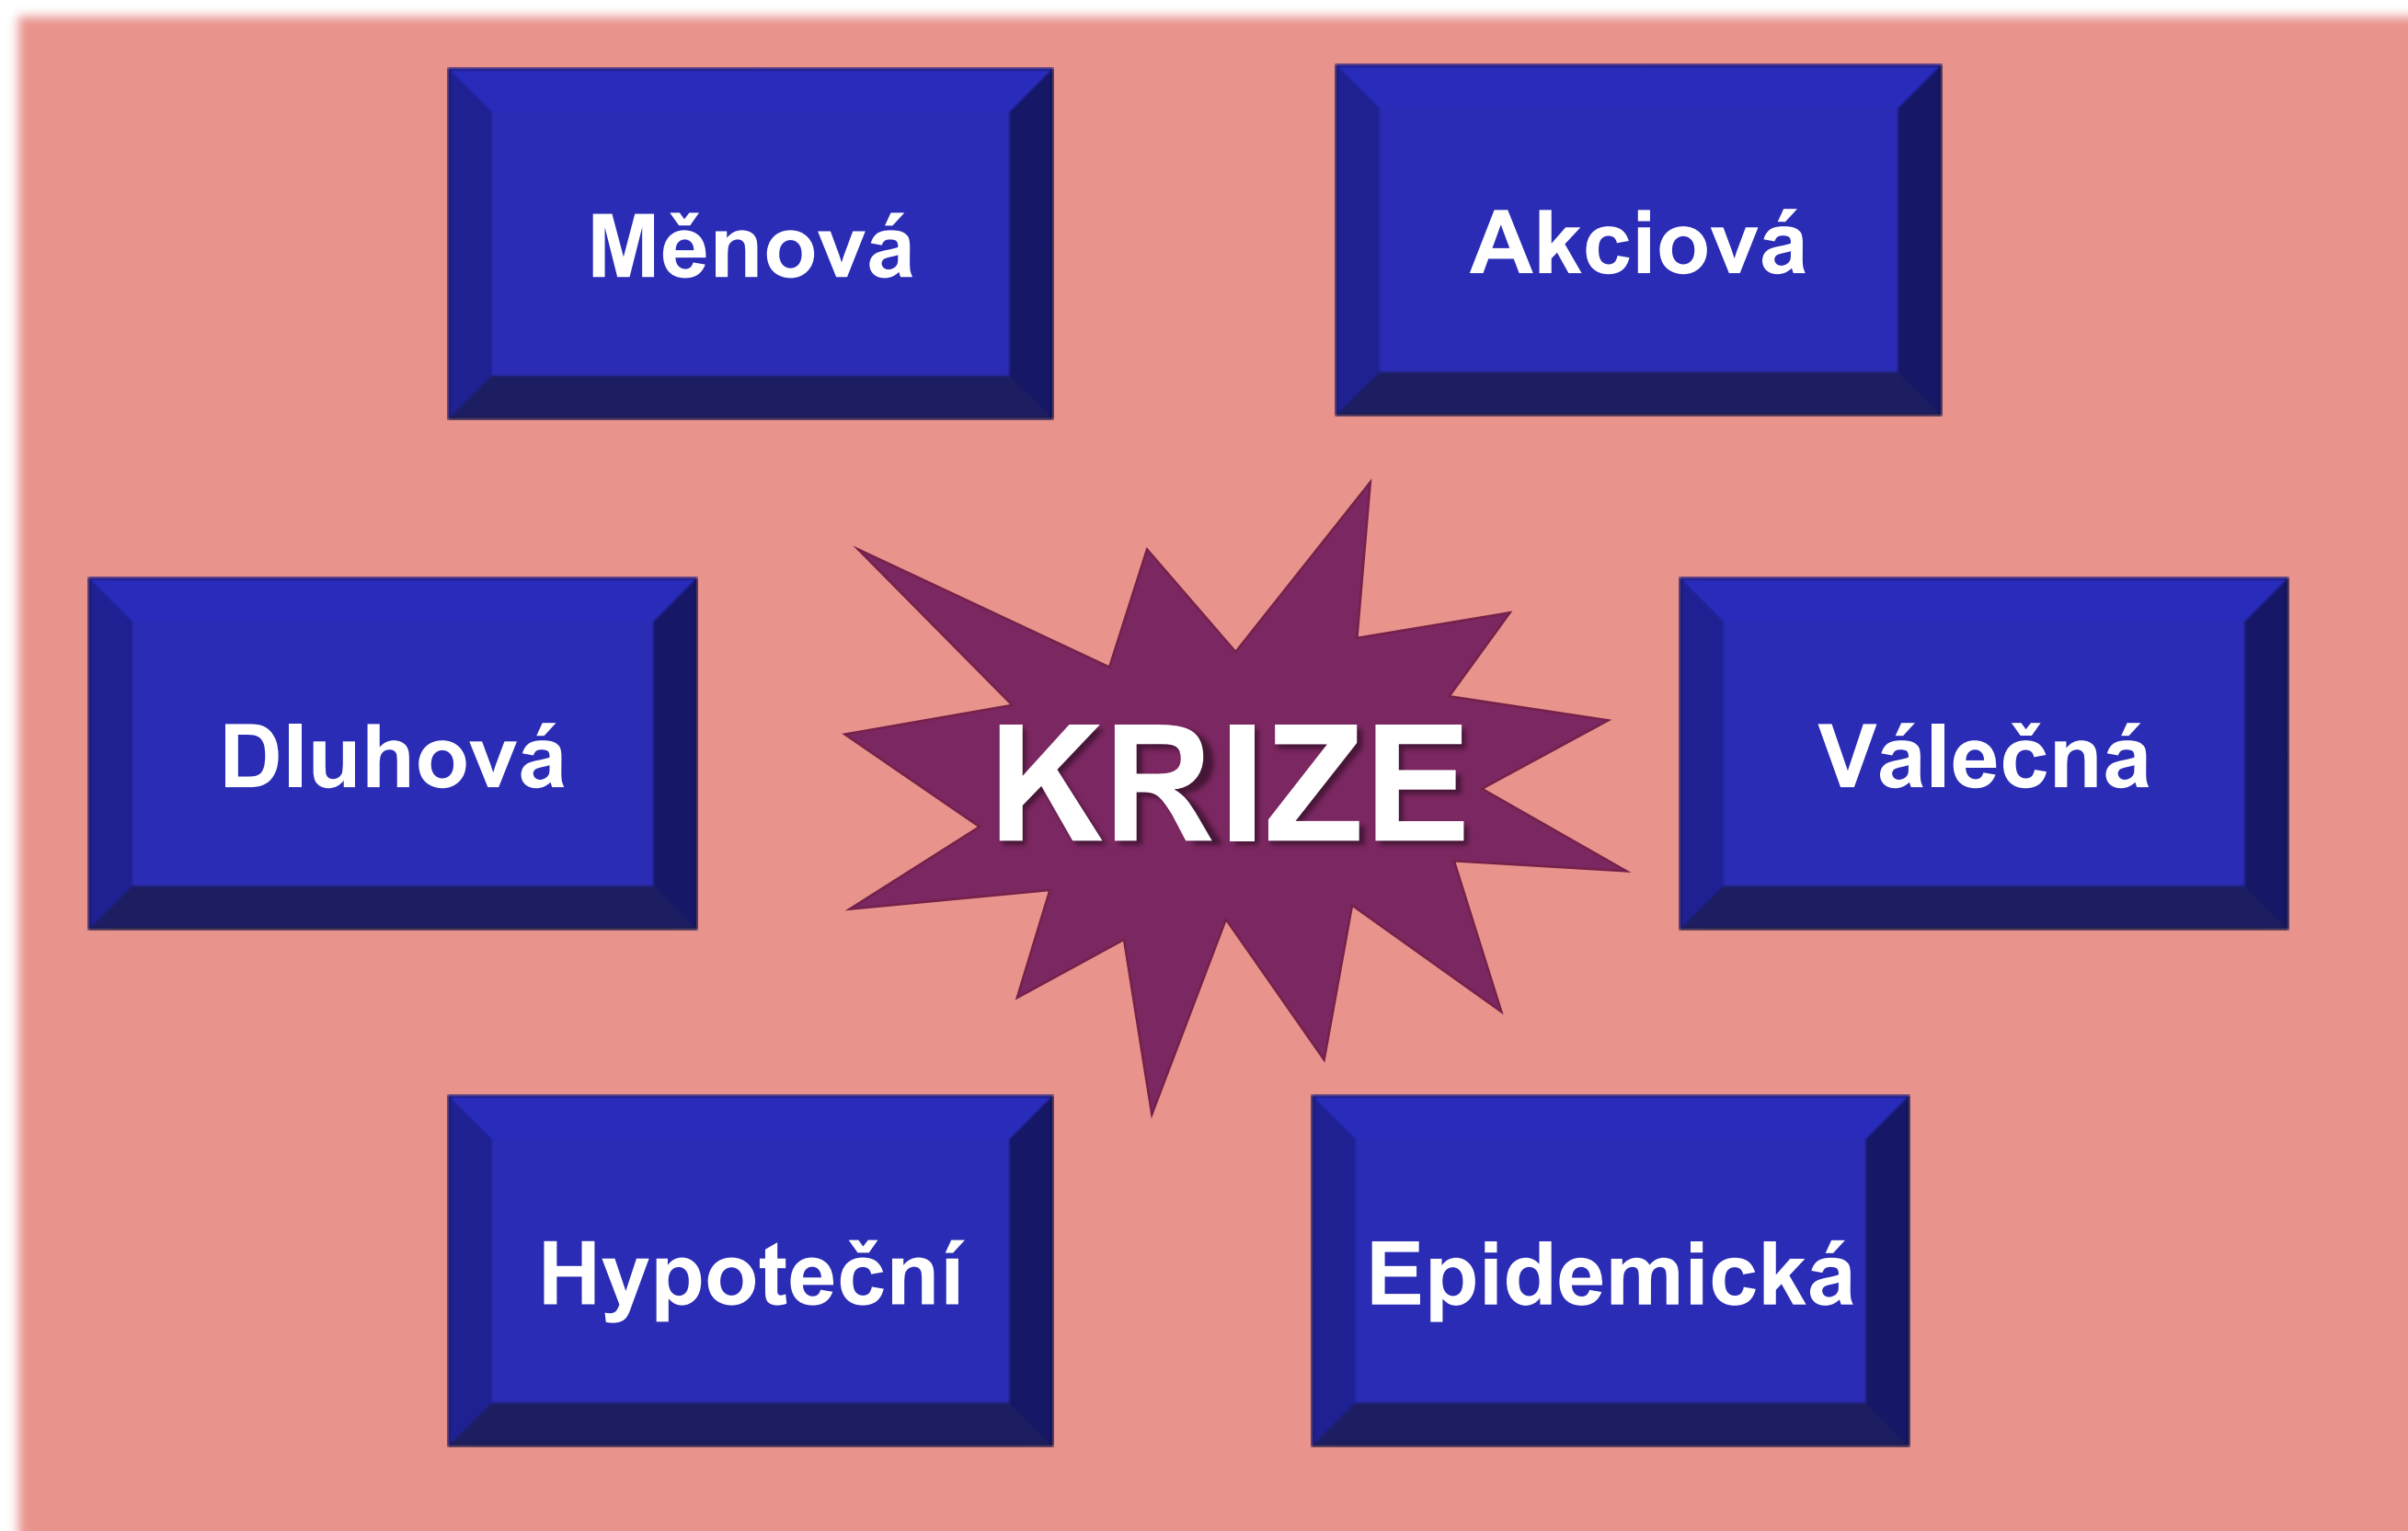 Měnová
Akciová
Dluhová
KRIZE
Válečná
Hypoteční
Epidemická